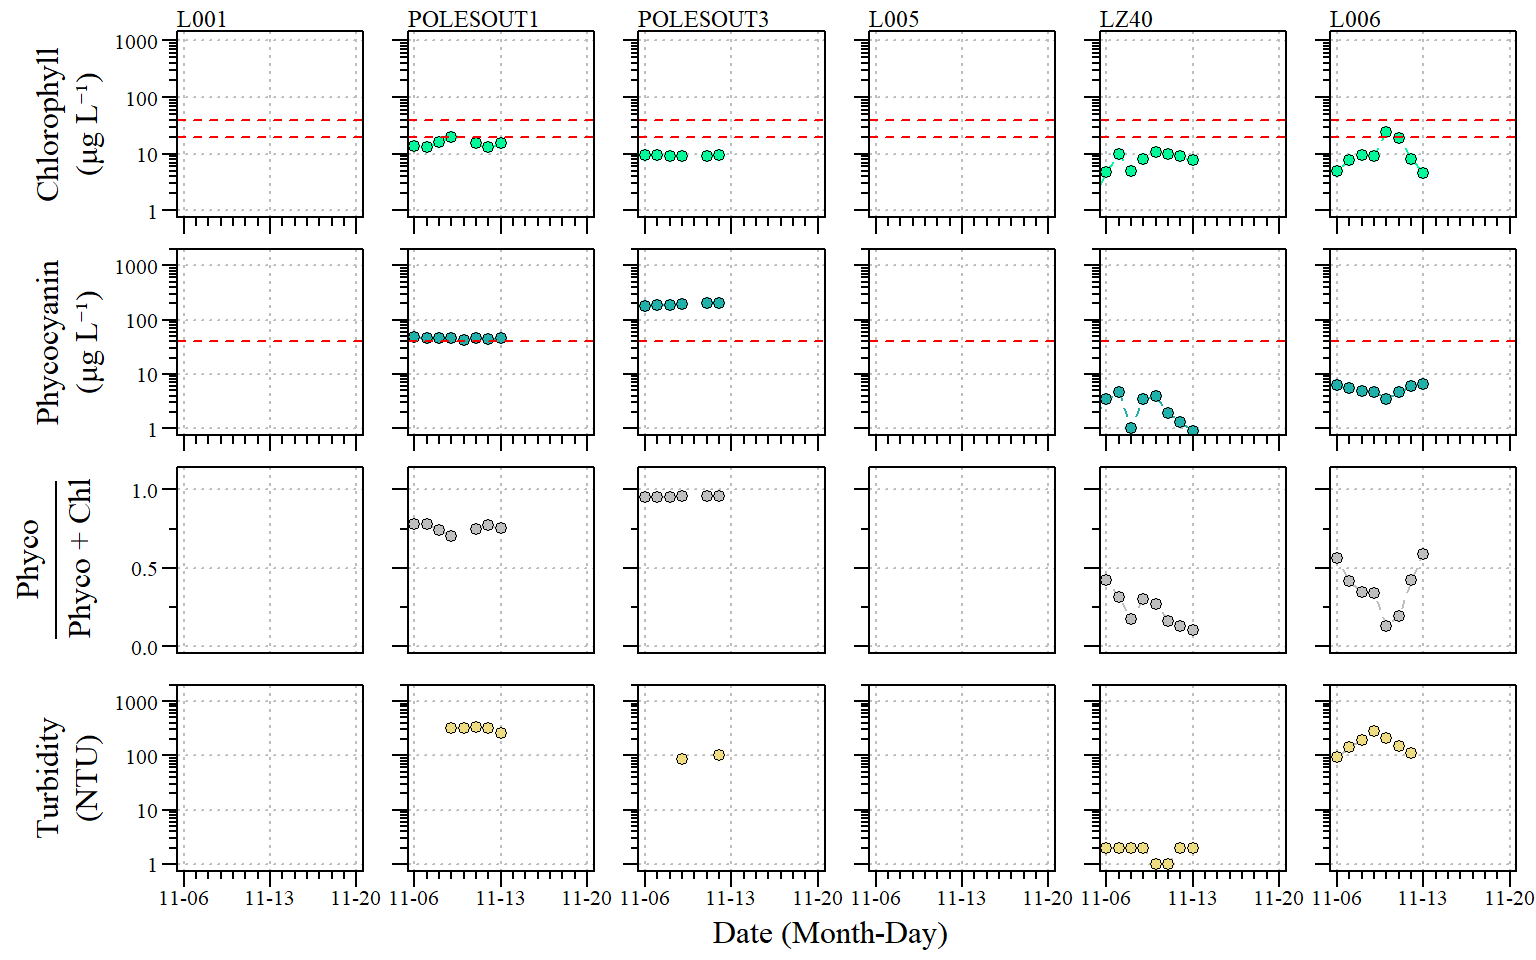 L001 POLESOUT1 POLESOUT3 L005 LZ40 L006
Chlorophyll
(µg L⁻¹)
1000
100
10
1
Phycocyanin
(µg L⁻¹)
1000
100
10
1
Phyco
Phyco + Chl
1.0
0.5
0.0
Turbidity
(NTU)
1000
100
10
1
11-06 11-13 11-20 11-06 11-13 11-20 11-06 11-13 11-20 11-06 11-13 11-20 11-06 11-13 11-20 11-06 11-13 11-20
Date (Month-Day)